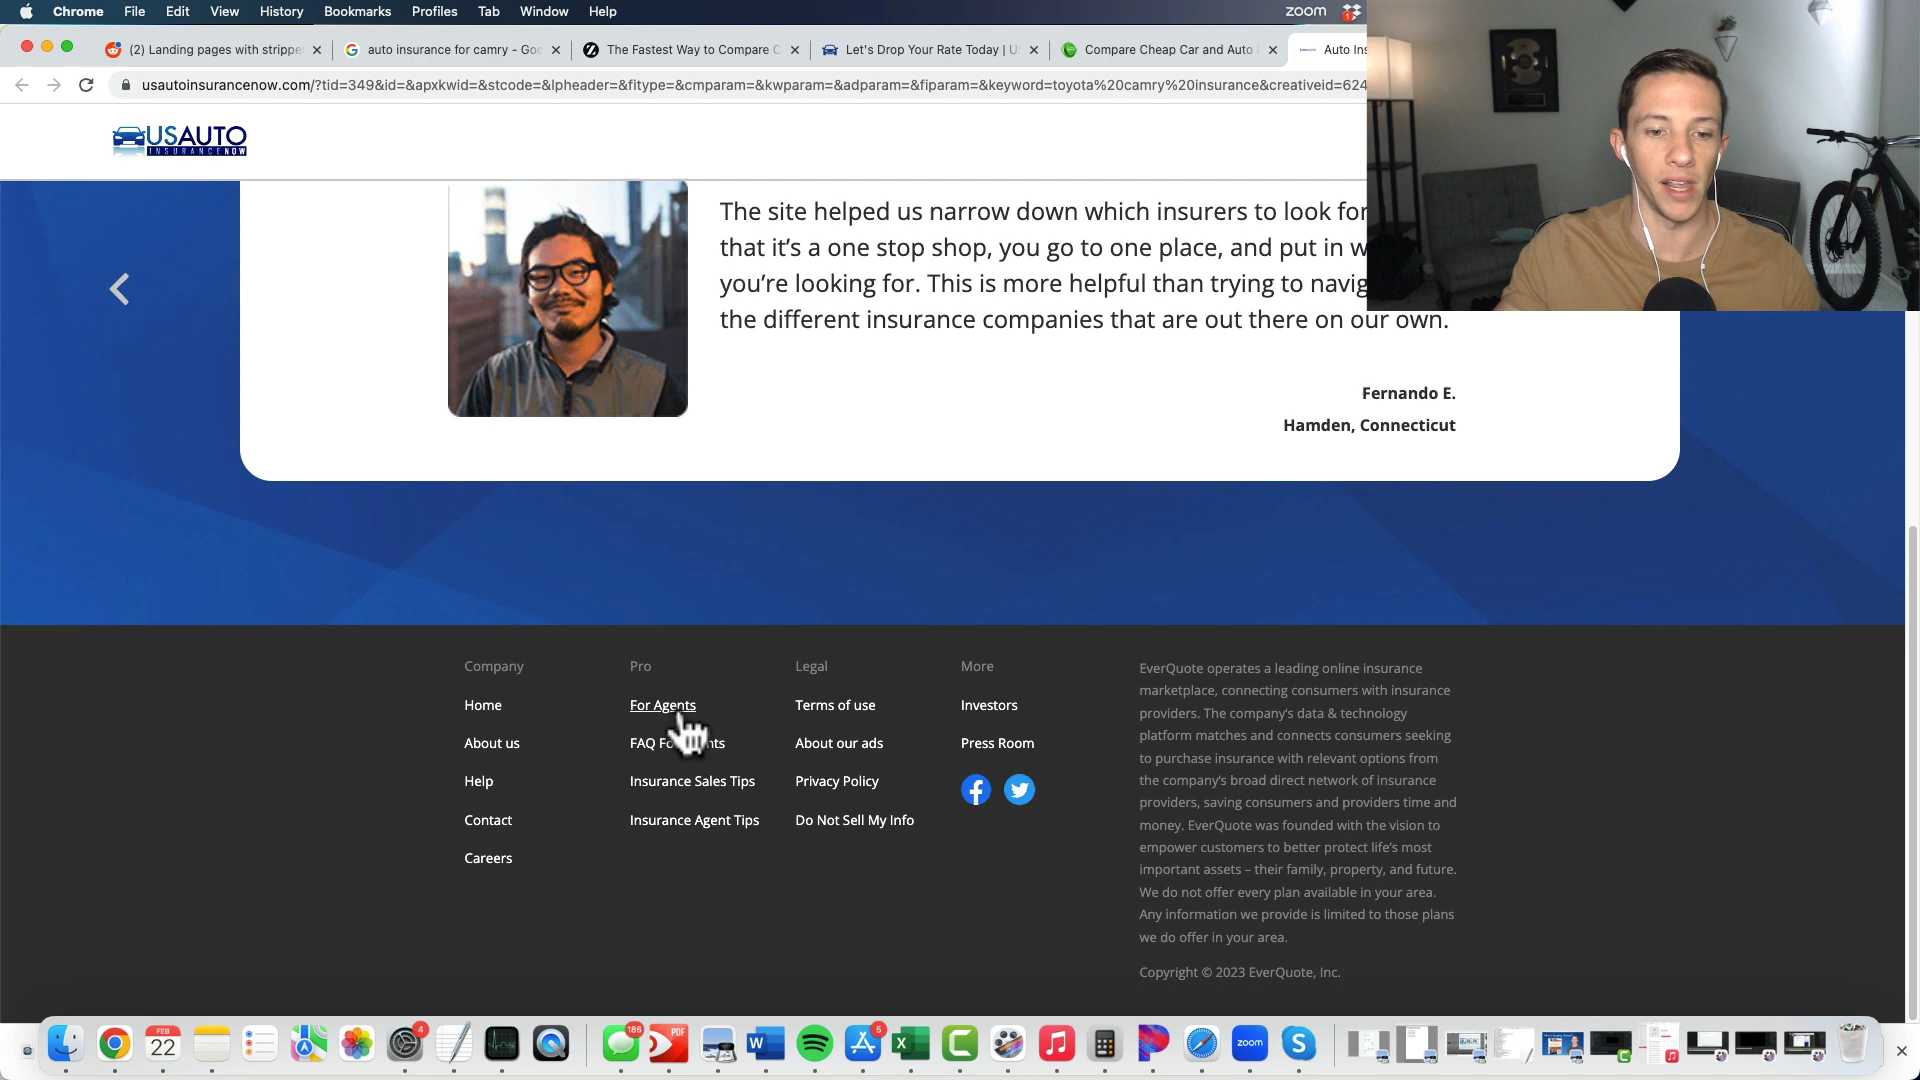 Chrome File Edit View History Bookmarks Profiles Tab Window Help
zoom
1
(2) Landing pages with strippe
auto insurance for camry - Goo
The Fastest Way to Compare C
Let's Drop Your Rate Today | U
Compare Cheap Car and Auto
Auto Ins
usautoinsurancenow.com/?tid=349&id=&apxkwid=&stcode=&lpheader=&fitype=&cmparam=&kwparam=&adparam=&fiparam=&keyword=toyota%20camry%20insurance&creativeid=624
USAUTO
INSURANCENOW
The site helped us narrow down which insurers to look for
that it's a one stop shop, you go to one place, and put in w
you're looking for. This is more helpful than trying to navig
the different insurance companies that are out there on our own.
Fernando E.
Hamden, Connecticut
Company
Home
About us
Help
Contact
Careers
Pro
For Agents
FAQ Fo nts
Insurance Sales Tips
Insurance Agent Tips
Legal
Terms of use
About our ads
Privacy Policy
Do Not Sell My Info
More
Investors
Press Room
EverQuote operates a leading online insurance
marketplace, connecting consumers with insurance
providers. The company's data & technology
platform matches and connects consumers seeking
to purchase insurance with relevant options from
the company's broad direct network of insurance
providers, saving consumers and providers time and
money. EverQuote was founded with the vision to
empower customers to better protect life's most
important assets – their family, property, and future.
We do not offer every plan available in your area.
Any information we provide is limited to those plans
we do offer in your area.
Copyright © 2023 EverQuote, Inc.
FEB
22
4
186
PDF
5
zoom